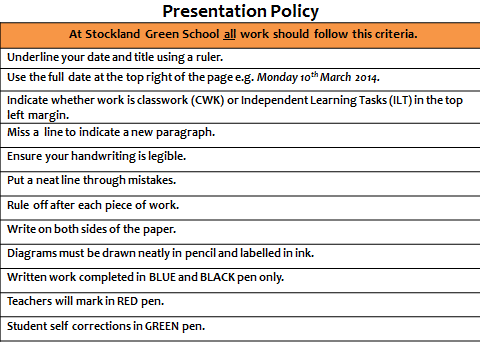 Presentation Policy
At Stockland Green School all work should follow this criteria.
Underline your date and title using a ruler.
Use the full date at the top right of the page e.g. Monday 10th March 2014.
Indicate whether work is classwork (CWK) or Independent Learning Tasks (ILT) in the top
left margin.
Miss a line to indicate a new paragraph.
Ensure your handwriting is legible.
Put a neat line through mistakes.
Rule off after each piece of work.
Write on both sides of the paper.
Diagrams must be drawn neatly in pencil and labelled in ink.
Written work completed in BLUE and BLACK pen only.
Teachers will mark in RED pen.
Student self corrections in GREEN pen.